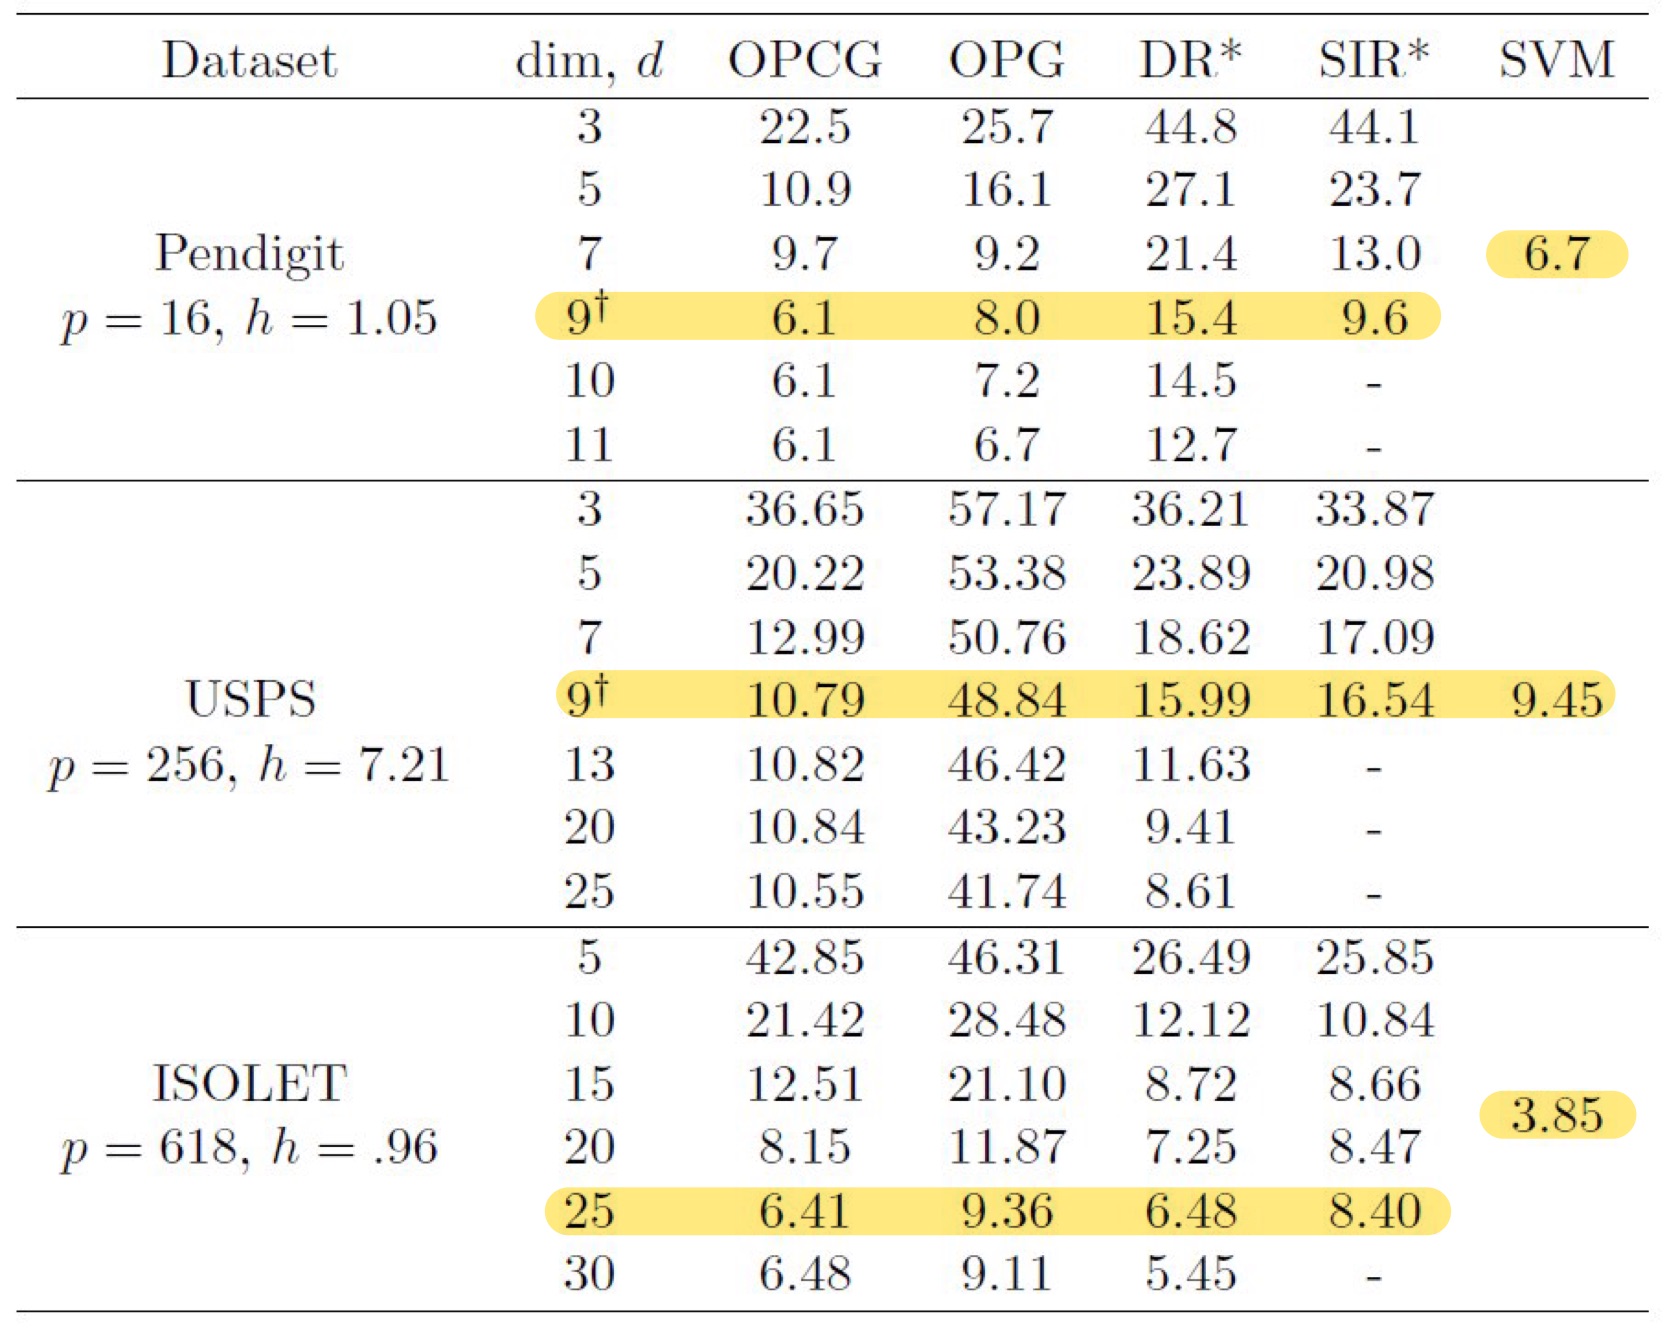 Dataset dim, d OPCG OPG DR* SIR* SVM
3 22.5 25.7 44.8 44.1
5 10.9 16.1 27.1 23.7
Pendigit 7 9.7 9.2 21.4 13.0 6.7
p = 16, h = 1.05 9† 6.1 8.0 15.4 9.6
10 6.1 7.2 14.5 -
11 6.1 6.7 12.7 -
3 36.65 57.17 36.21 33.87
5 20.22 53.38 23.89 20.98
7 12.99 50.76 18.62 17.09
USPS 9† 10.79 48.84 15.99 16.54 9.45
p = 256, h = 7.21 13 10.82 46.42 11.63 -
20 10.84 43.23 9.41 -
25 10.55 41.74 8.61 -
5 42.85 46.31 26.49 25.85
10 21.42 28.48 12.12 10.84
ISOLET 15 12.51 21.10 8.72 8.66
3.85
p = 618, h = .96 20 8.15 11.87 7.25 8.47
25 6.41 9.36 6.48 8.40
30 6.48 9.11 5.45 -